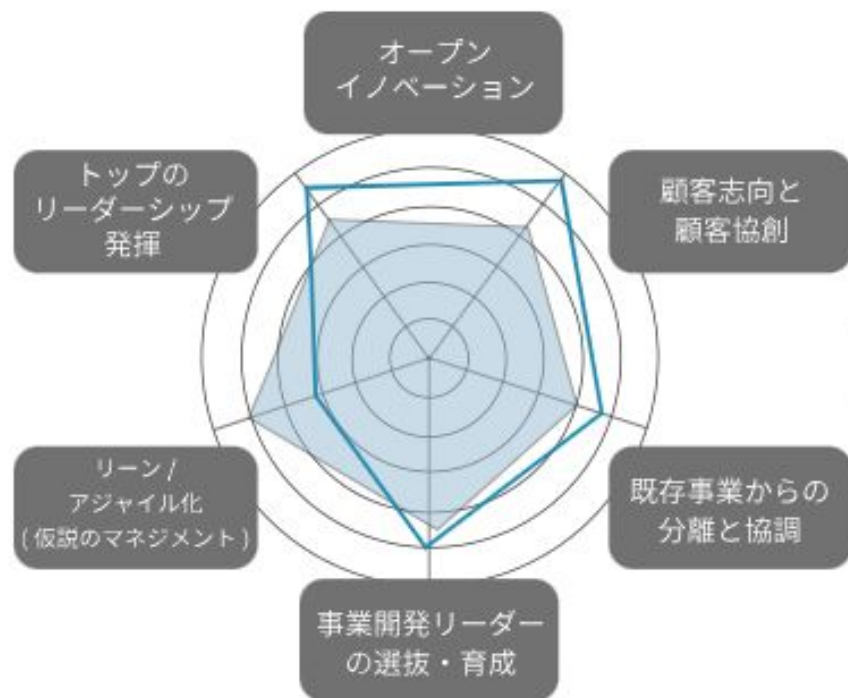 オープン
イノベーション
トップの
リーダーシップ
発揮
顧客志向と
顧客協創
リーン /
アジャイル化
( 仮説のマネジメント )
既存事業からの
分離と協調
事業開発リーダー
の選抜・育成